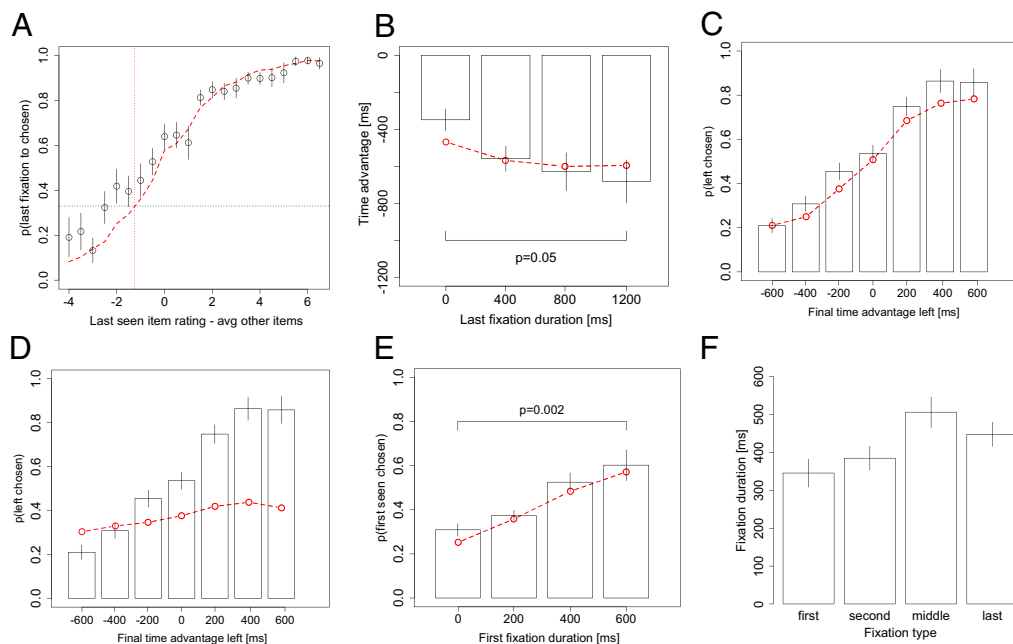 A
p(last fixation to chosen)
1.0
0.8
0.6
0.4
0.2
0.0
-4 -2 0 2 4 6
Last seen item rating - avg other items
B
Time advantage [ms]
0
-400
-800
-1200
p=0.05
0 400 800 1200
Last fixation duration [ms]
C
p(left chosen)
1.0
0.8
0.6
0.4
0.2
0.0
-600 -400 -200 0 200 400 600
Final time advantage left [ms]
D
p(left chosen)
1.0
0.8
0.6
0.4
0.2
0.0
-600 -400 -200 0 200 400 600
Final time advantage left [ms]
E
p(first seen chosen)
1.0
0.8
0.6
0.4
0.2
0.0
p=0.002
0 200 400 600
First fixation duration [ms]
F
Fixation duration [ms]
600
500
400
300
200
100
0
first second middle last
Fixation type